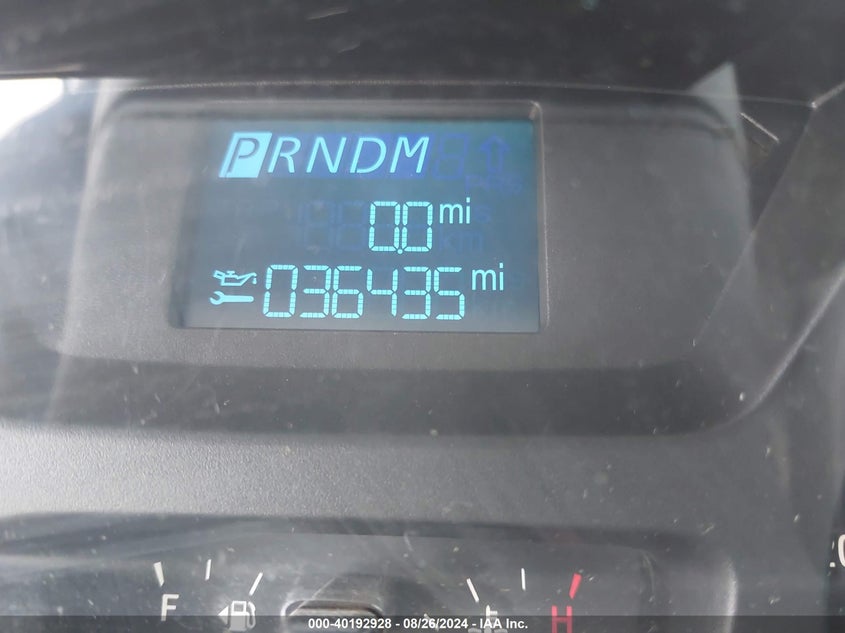 PRNDM
0.0 mi
036435 mi
F H
000-40192928 - 08/26/2024 - IAA Inc.